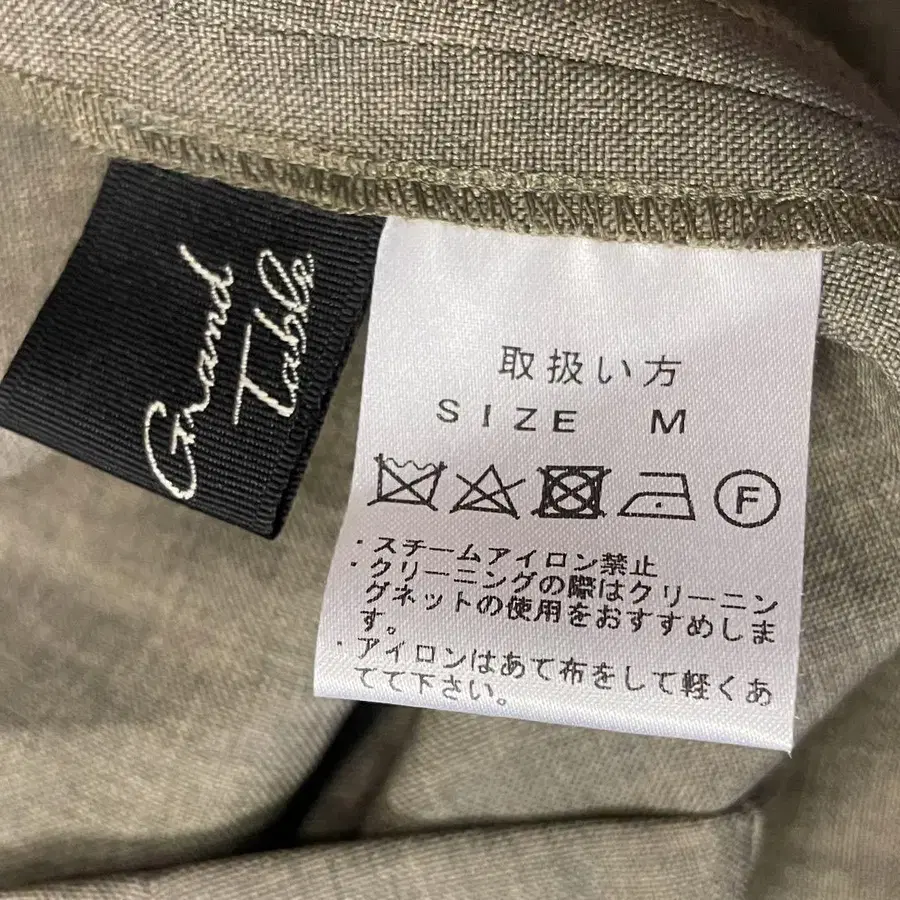 Grand
Table
取扱い方
SIZE M
F
・スチームアイロン禁止
・クリーニングの際はクリーニン
グネットの使用をおすすめしま
す。
・アイロンはあて布をして軽くあ
てて下さい。